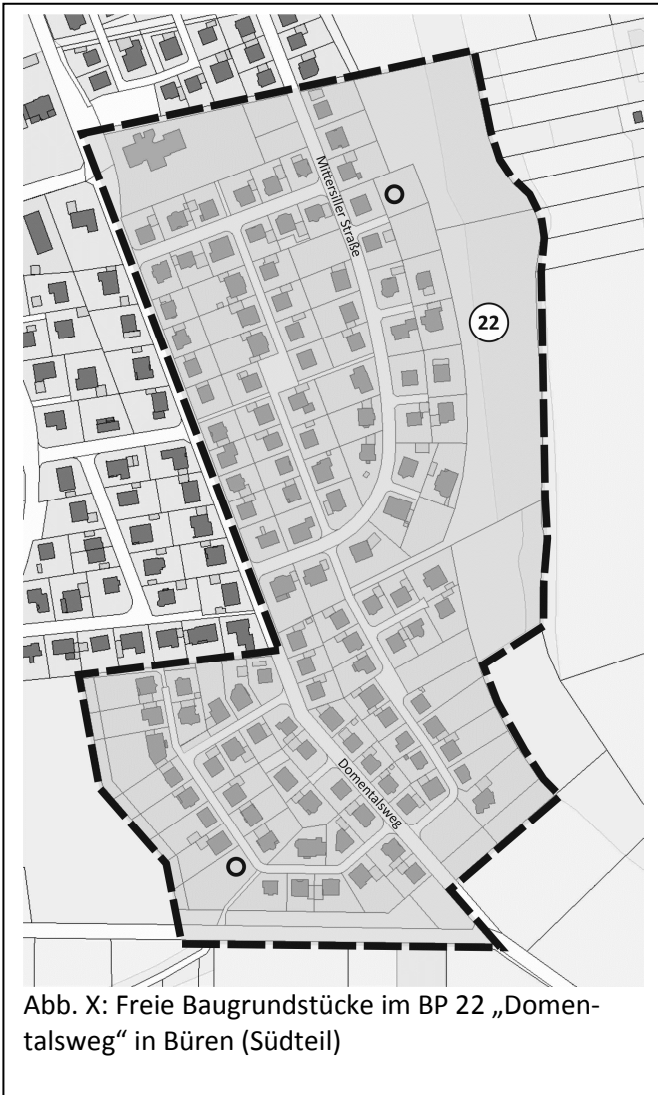 Mittersiller Straße
22
Domentalsweg
Abb. X: Freie Baugrundstücke im BP 22 „Domen-
talsweg“ in Büren (Südteil)